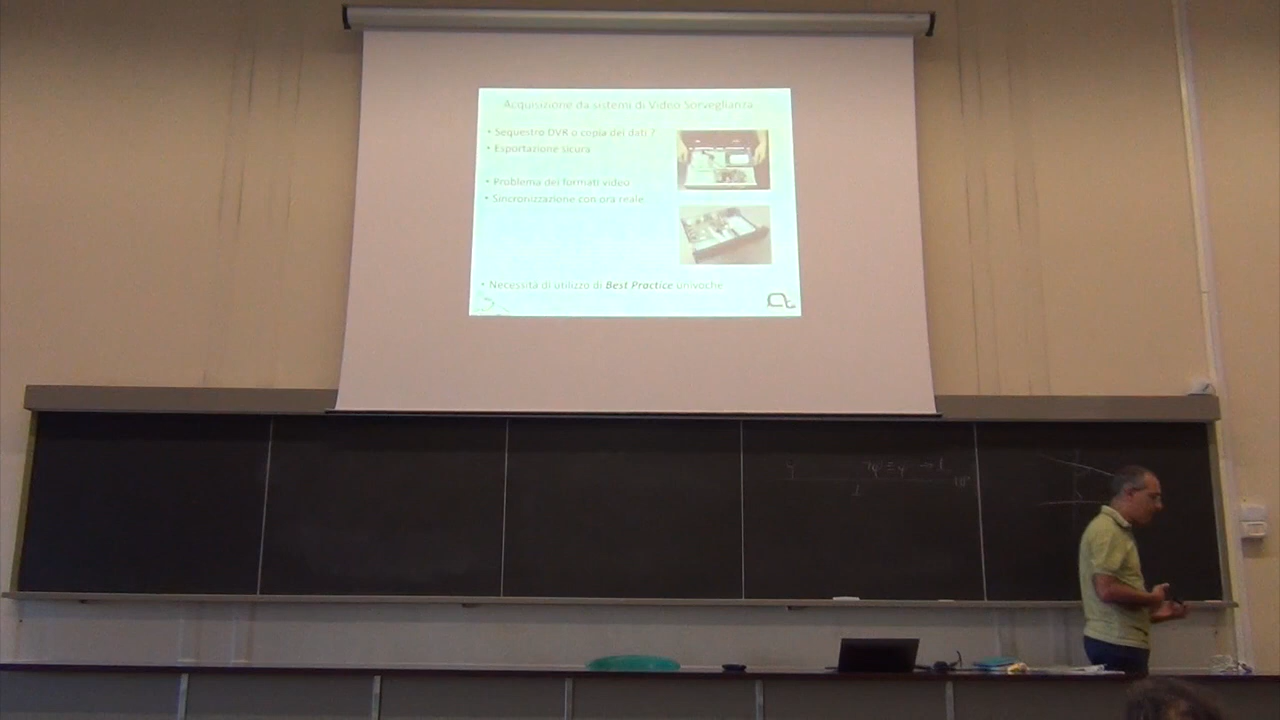 Acquisizione da sistemi di Video Sorveglianza
• Sequestro DVR o copia dei dati ?
• Esportazione sicura
• Problema dei formati video
• Sincronizzazione con ora reale
• Necessità di utilizzo di Best Practice univoche